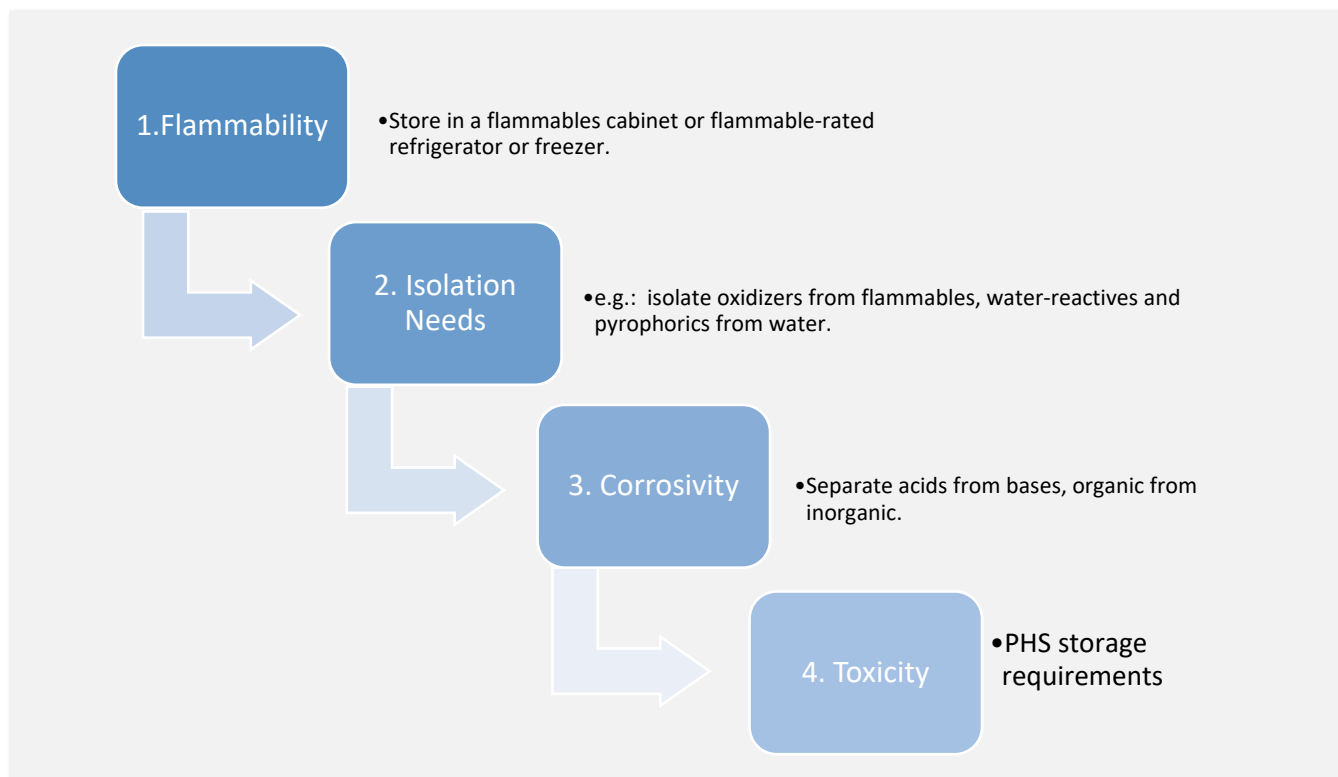 1.Flammability
•Store in a flammables cabinet or flammable-rated
refrigerator or freezer.
2. Isolation
Needs
•e.g.:  isolate oxidizers from flammables, water-reactives and
pyrophorics from water.
3. Corrosivity
•Separate acids from bases, organic from
inorganic.
4. Toxicity
•PHS storage
requirements